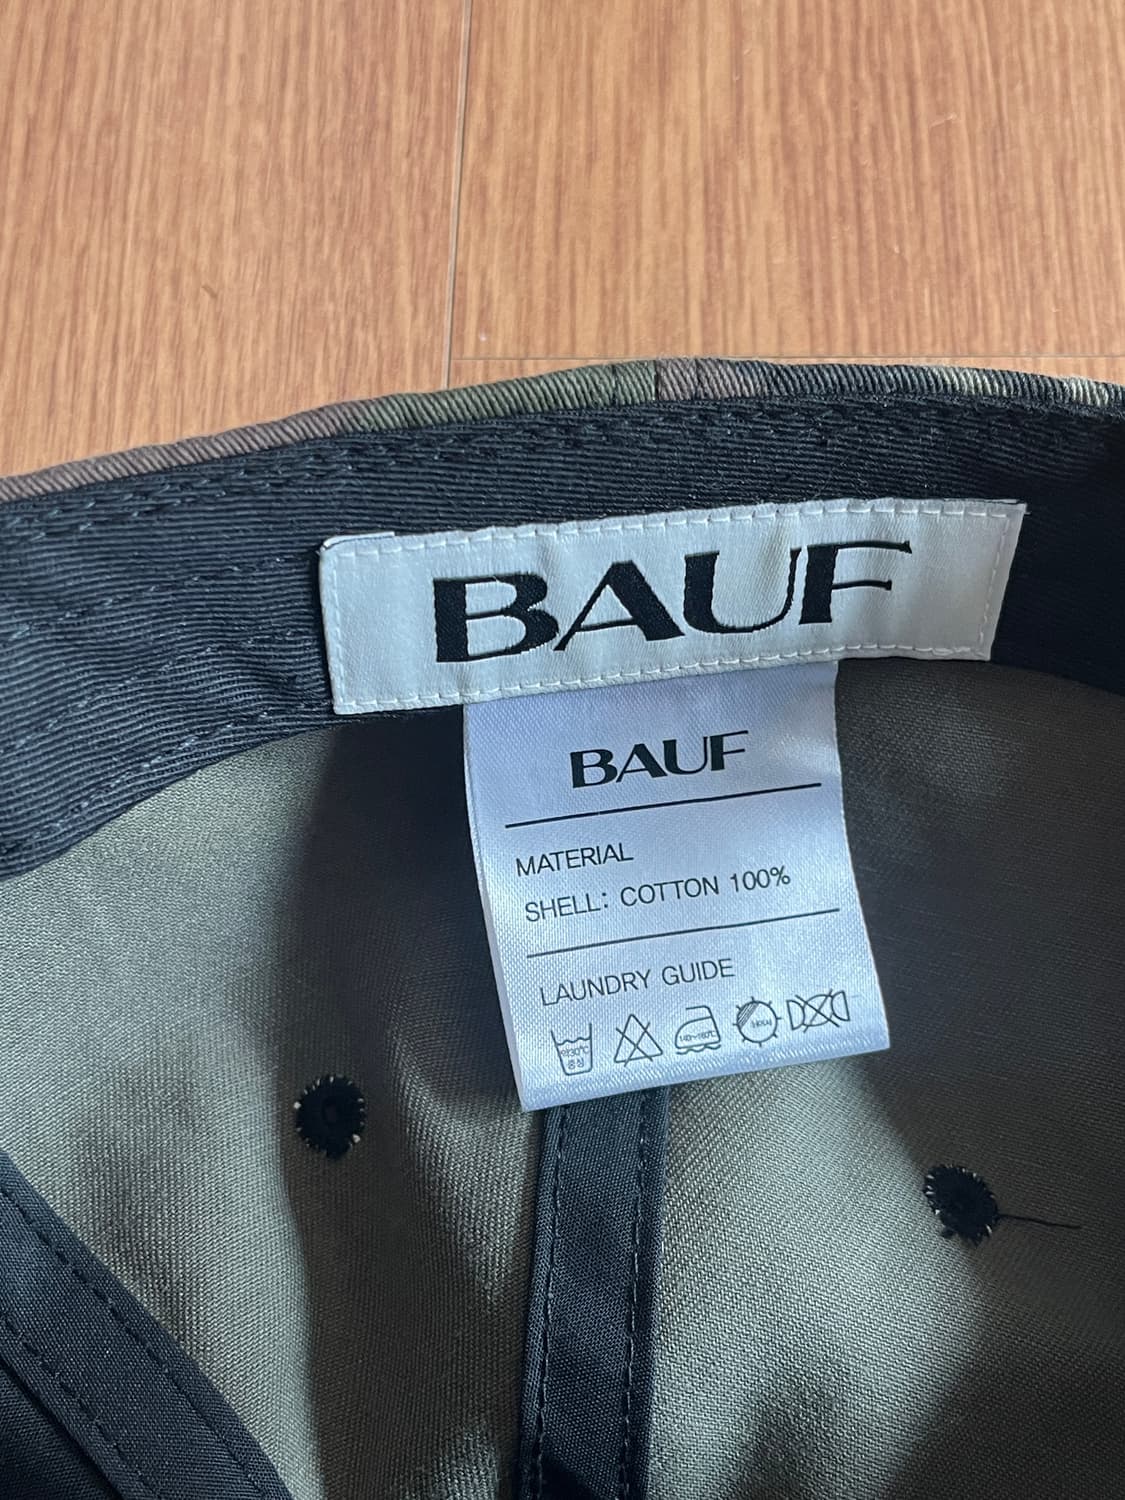 BAUF
BAUF
MATERIAL
SHELL: COTTON 100%
LAUNDRY GUIDE